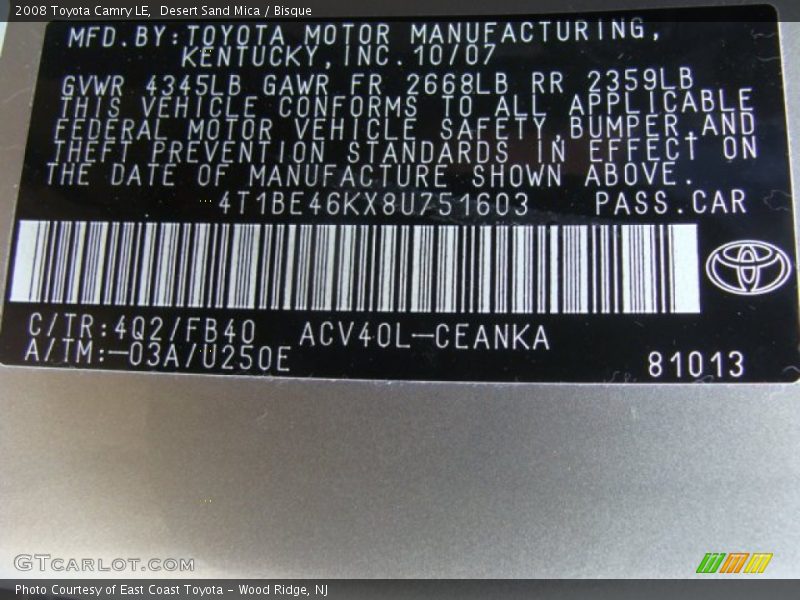 2008 Toyota Camry LE,  Desert Sand Mica / Bisque
MFD.BY:TOYOTA MOTOR MANUFACTURING,
KENTUCKY,INC.10/07
GVWR 4345LB GAWR FR 2668LB RR 2359LB
THIS VEHICLE CONFORMS TO ALL APPLICABLE
FEDERAL MOTOR VEHICLE SAFETY,BUMPER,AND
THEFT PREVENTION STANDARDS IN EFFECT ON
THE DATE OF MANUFACTURE SHOWN ABOVE.
4T1BE46KX8U751603 PASS.CAR
C/TR:4Q2/FB40 ACV40L-CEANKA
A/TM:-03A/U250E
81013
GTCARLOT.COM
Photo Courtesy of East Coast Toyota - Wood Ridge, NJ